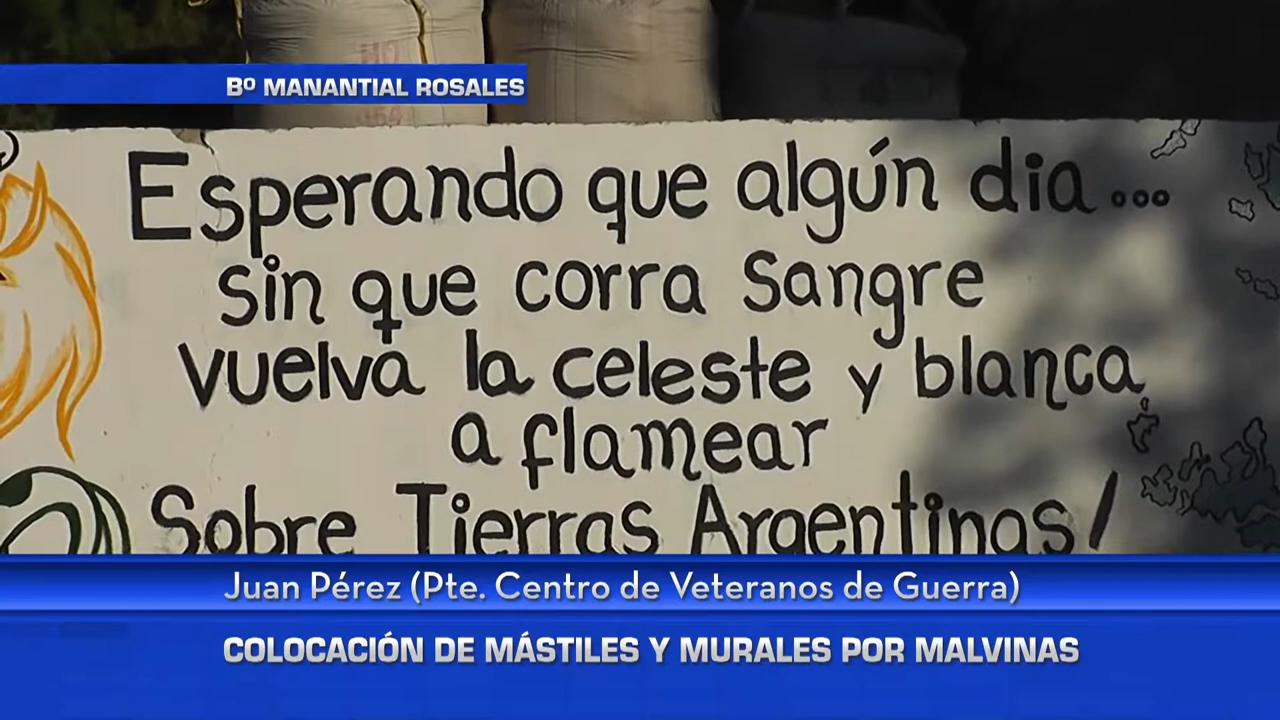 Bº MANANTIAL ROSALES
Esperando que algún dia...
sin que corra Sangre
vuelva la celeste y blanca
a flamear
Sobre Tierras Argentinas!
Juan Pérez (Pte. Centro de Veteranos de Guerra)
COLOCACIÓN DE MÁSTILES Y MURALES POR MALVINAS